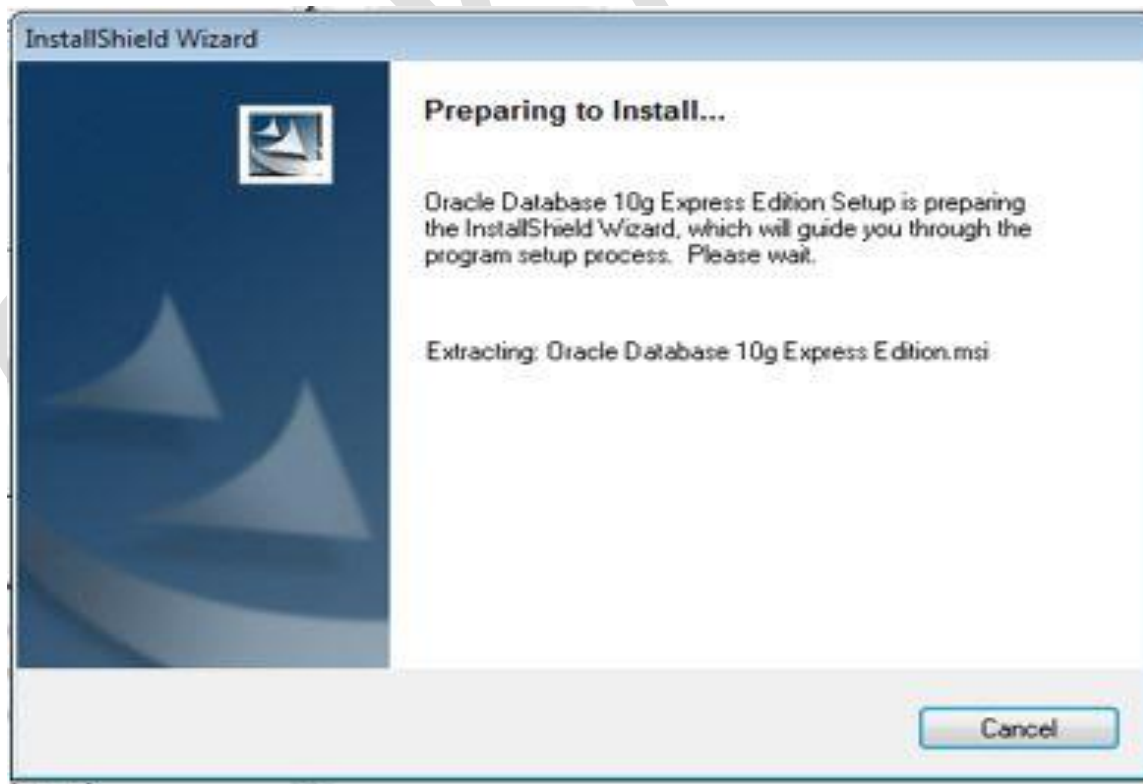 InstallShield Wizard
Preparing to Install...
Oracle Database 10g Express Edition Setup is preparing
the InstallShield Wizard, which will guide you through the
program setup process. Please wait.
Extracting: Oracle Database 10g Express Edition.msi
Cancel